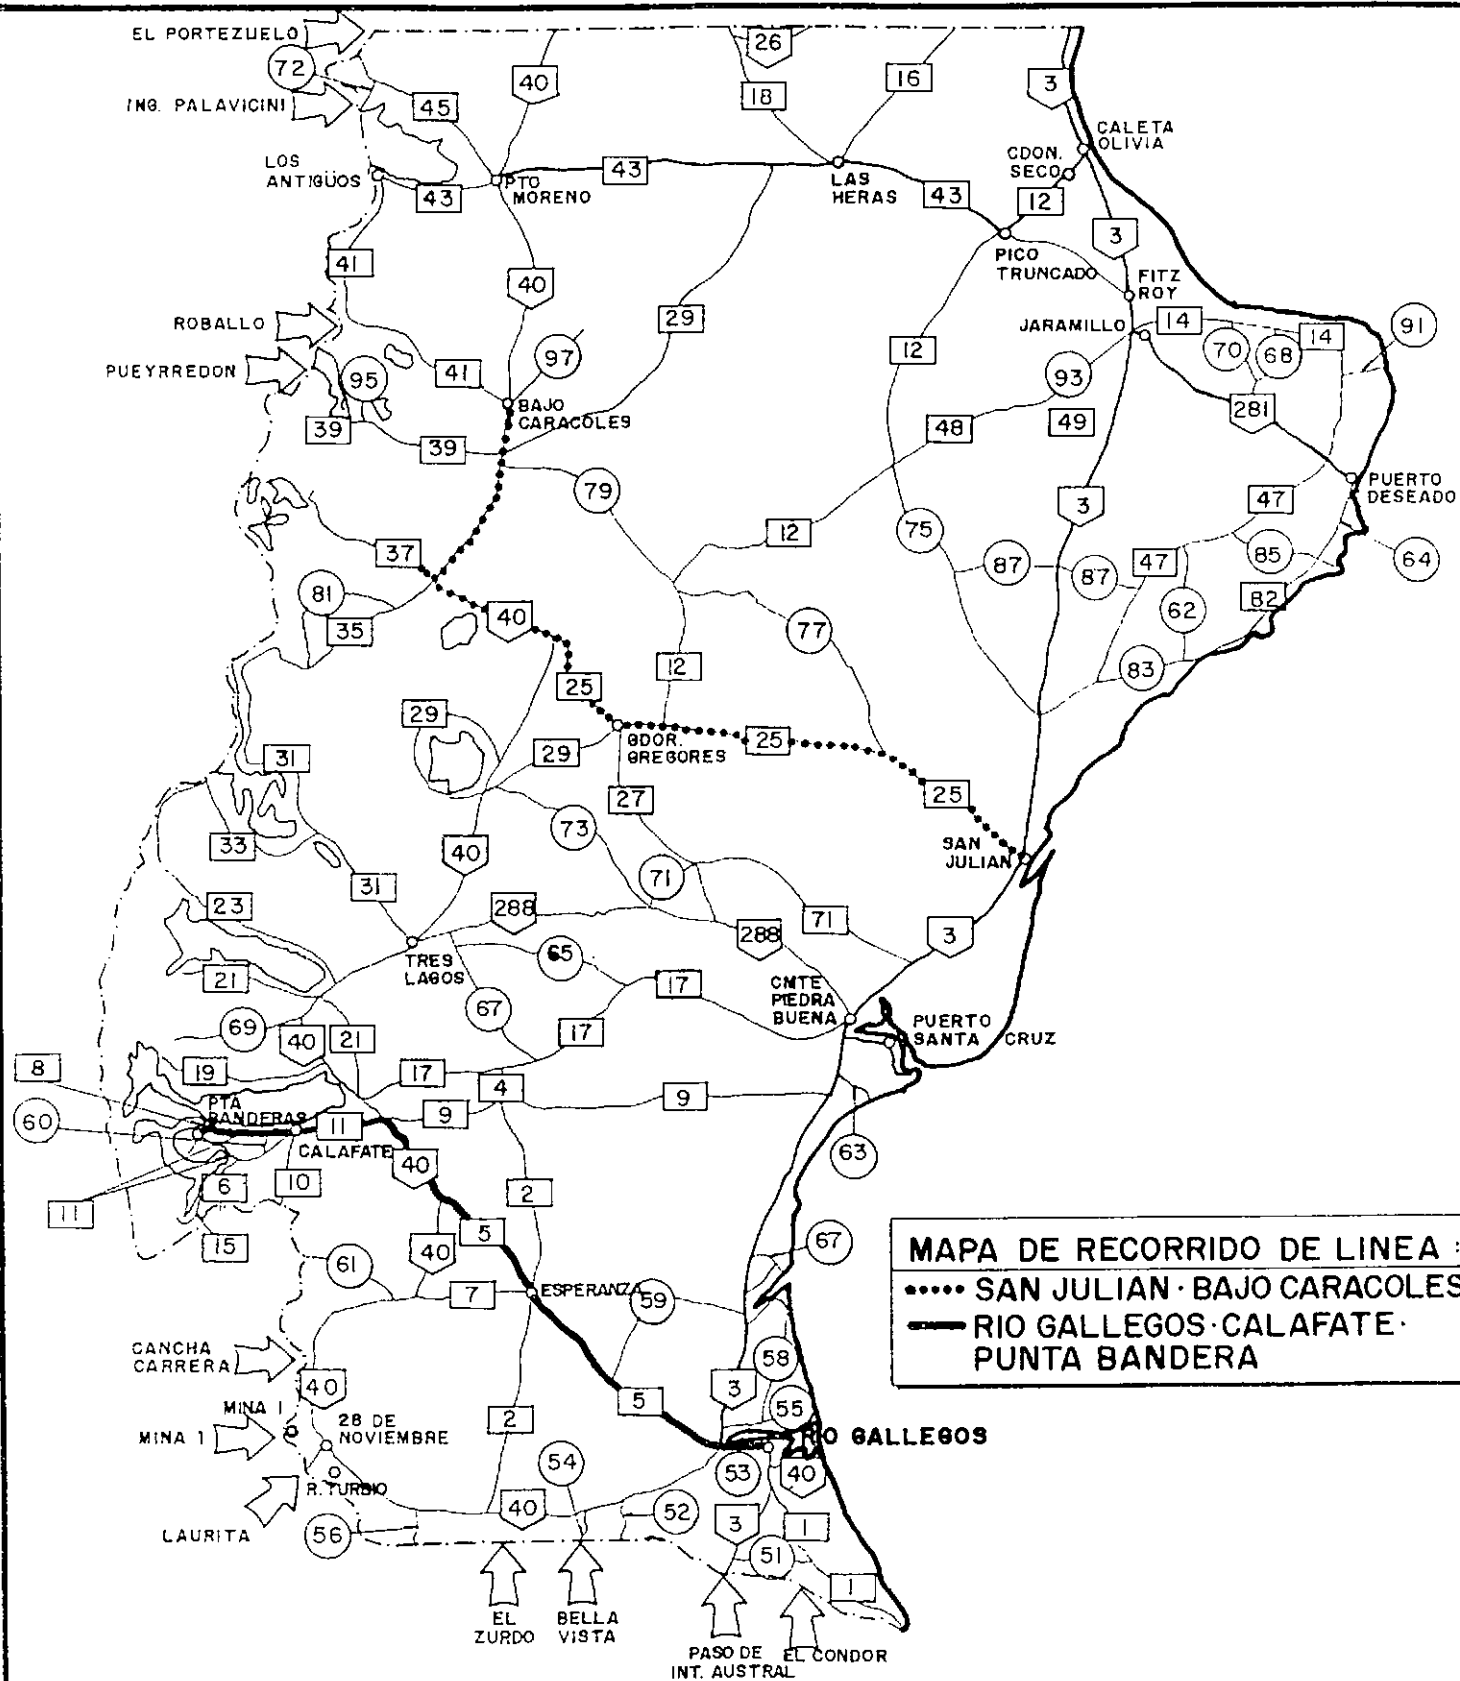 EL PORTEZUELO
72
ING. PALAVICINI
45
40
26
18
16
3
CALETA
OLIVIA
CDON.
SECO
LOS
ANTIGÜOS
43
PTO
MORENO
43
LAS
HERAS
43
12
3
PICO
TRUNCADO
FITZ
ROY
41
40
29
ROBALLO
JARAMILLO
14
14
91
70
68
12
PUEYRREDON
95
41
97
93
BAJO
CARACOLES
39
39
48
49
281
79
PUERTO
DESEADO
3
47
12
75
37
87
87
47
85
64
81
40
62
82
35
77
12
83
25
29
GDOR.
GREGORES
25
29
31
27
25
73
33
40
SAN
JULIAN
71
31
23
288
71
288
3
TRES
LAGOS
65
21
17
CMTE
PIEDRA
BUENA
67
PUERTO
SANTA CRUZ
69
40
21
17
8
19
17
4
9
9
PTA
BANDERAS
60
11
CALAFATE
63
40
6
10
2
11
15
5
40
67
61
7
ESPERANZA
59
MAPA DE RECORRIDO DE LINEA :
SAN JULIAN · BAJO CARACOLES
RIO GALLEGOS · CALAFATE ·
PUNTA BANDERA
CANCHA
CARRERA
58
40
3
5
55
MINA 1
28 DE
NOVIEMBRE
2
MINA 1
RIO GALLEGOS
54
53
40
R. TURBIO
LAURITA
40
52
3
1
56
51
1
EL
ZURDO
BELLA
VISTA
PASO DE
INT. AUSTRAL
EL CONDOR